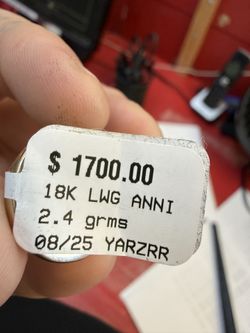 $ 1700.00
18K LWG ANNI
2.4 grms
08/25 YARZRR